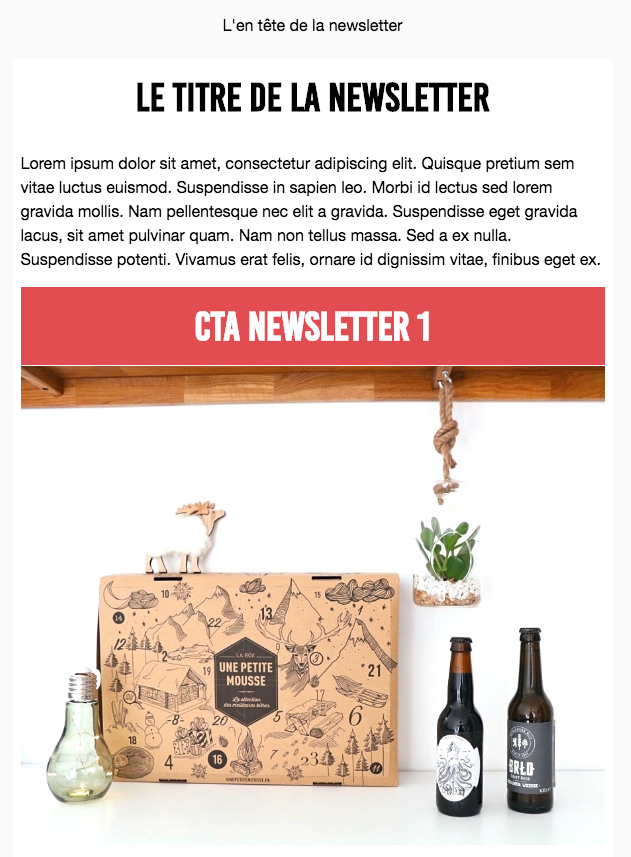 L'en tête de la newsletter
LE TITRE DE LA NEWSLETTER
Lorem ipsum dolor sit amet, consectetur adipiscing elit. Quisque pretium sem
vitae luctus euismod. Suspendisse in sapien leo. Morbi id lectus sed lorem
gravida mollis. Nam pellentesque nec elit a gravida. Suspendisse eget gravida
lacus, sit amet pulvinar quam. Nam non tellus massa. Sed a ex nulla.
Suspendisse potenti. Vivamus erat felis, ornare id dignissim vitae, finibus eget ex.
CTA NEWSLETTER 1
10
15
13
14
22
12
3
2
LA BOX
19
21
UNE PETITE
MOUSSE
La sélection
des meilleures bières
20
17
1
5
6
8
18
4
16
7
23
11
UNEPETITEMOUSSE.FR
BRŁO
CRAFT BEER